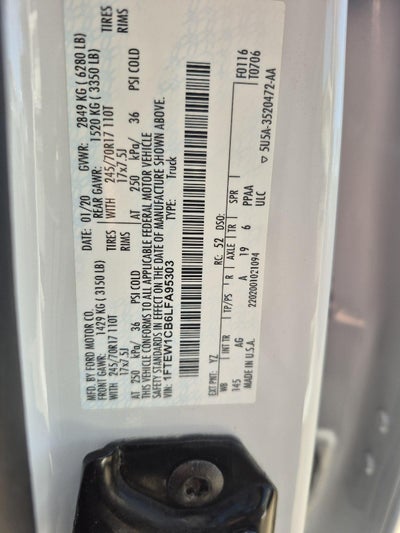 MFD. BY FORD MOTOR CO.
DATE: 01/20 GVWR: 2849 KG ( 6280 LB)
FRONT GAWR: 1429 KG ( 3150 LB) REAR GAWR: 1520 KG ( 3350 LB)
WITH 245/70R17 110T TIRES WITH 245/70R17 110T TIRES
17x7.5J RIMS 17x7.5J RIMS
AT 250 kPa/ 36 PSI COLD AT 250 kPa/ 36 PSI COLD
THIS VEHICLE CONFORMS TO ALL APPLICABLE FEDERAL MOTOR VEHICLE
SAFETY STANDARDS IN EFFECT ON THE DATE OF MANUFACTURE SHOWN ABOVE.
VIN: 1FTEW1CB6LFA95303
TYPE: Truck
F0116
T0706
EXT PNT: YZ RC: 52 DSO:
WB INT TR TP/PS R AXLE TR SPR
145 AG A 19 6 PPAA
MADE IN U.S.A. 2202001021094 ULC
5U5A-3520472-AA